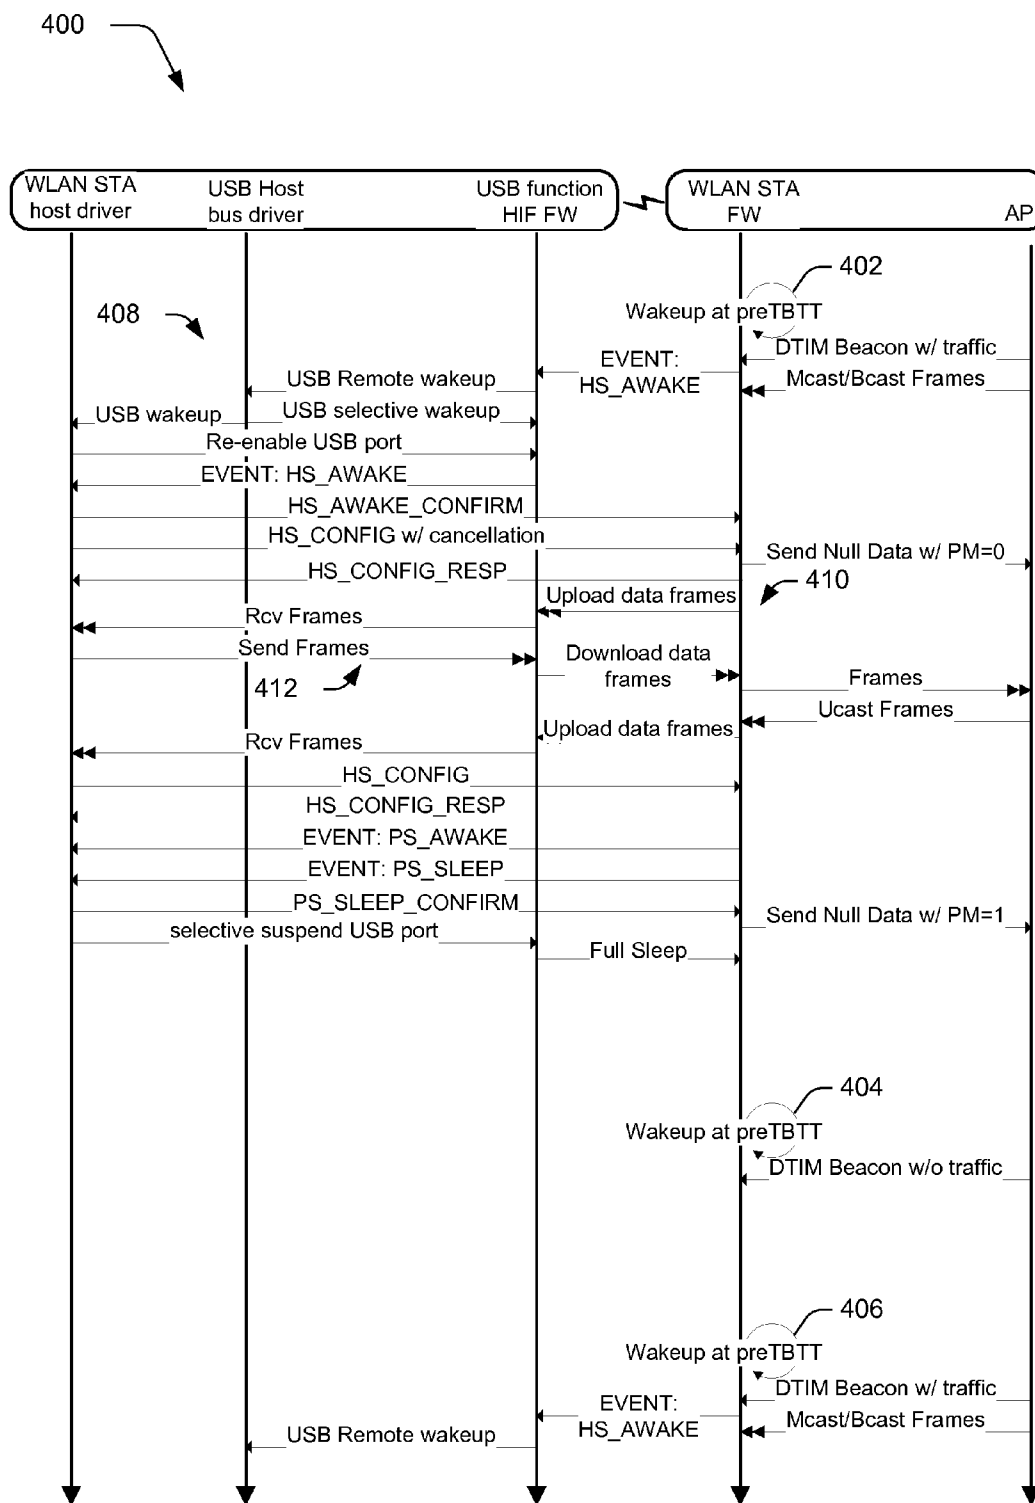 400
WLAN STA
host driver
USB Host
bus driver
USB function
HIF FW
WLAN STA
FW
AP
402
Wakeup at preTBTT
408
DTIM Beacon w/ traffic
EVENT:
HS_AWAKE
USB Remote wakeup
Mcast/Bcast Frames
USB wakeup
USB selective wakeup
Re-enable USB port
EVENT: HS_AWAKE
HS_AWAKE_CONFIRM
HS_CONFIG w/ cancellation
Send Null Data w/ PM=0
HS_CONFIG_RESP
410
Upload data frames
Rcv Frames
Send Frames
Download data
frames
412
Frames
Ucast Frames
Upload data frames
Rcv Frames
HS_CONFIG
HS_CONFIG_RESP
EVENT: PS_AWAKE
EVENT: PS_SLEEP
PS_SLEEP_CONFIRM
Send Null Data w/ PM=1
selective suspend USB port
Full Sleep
404
Wakeup at preTBTT
DTIM Beacon w/o traffic
406
Wakeup at preTBTT
DTIM Beacon w/ traffic
EVENT:
HS_AWAKE
Mcast/Bcast Frames
USB Remote wakeup